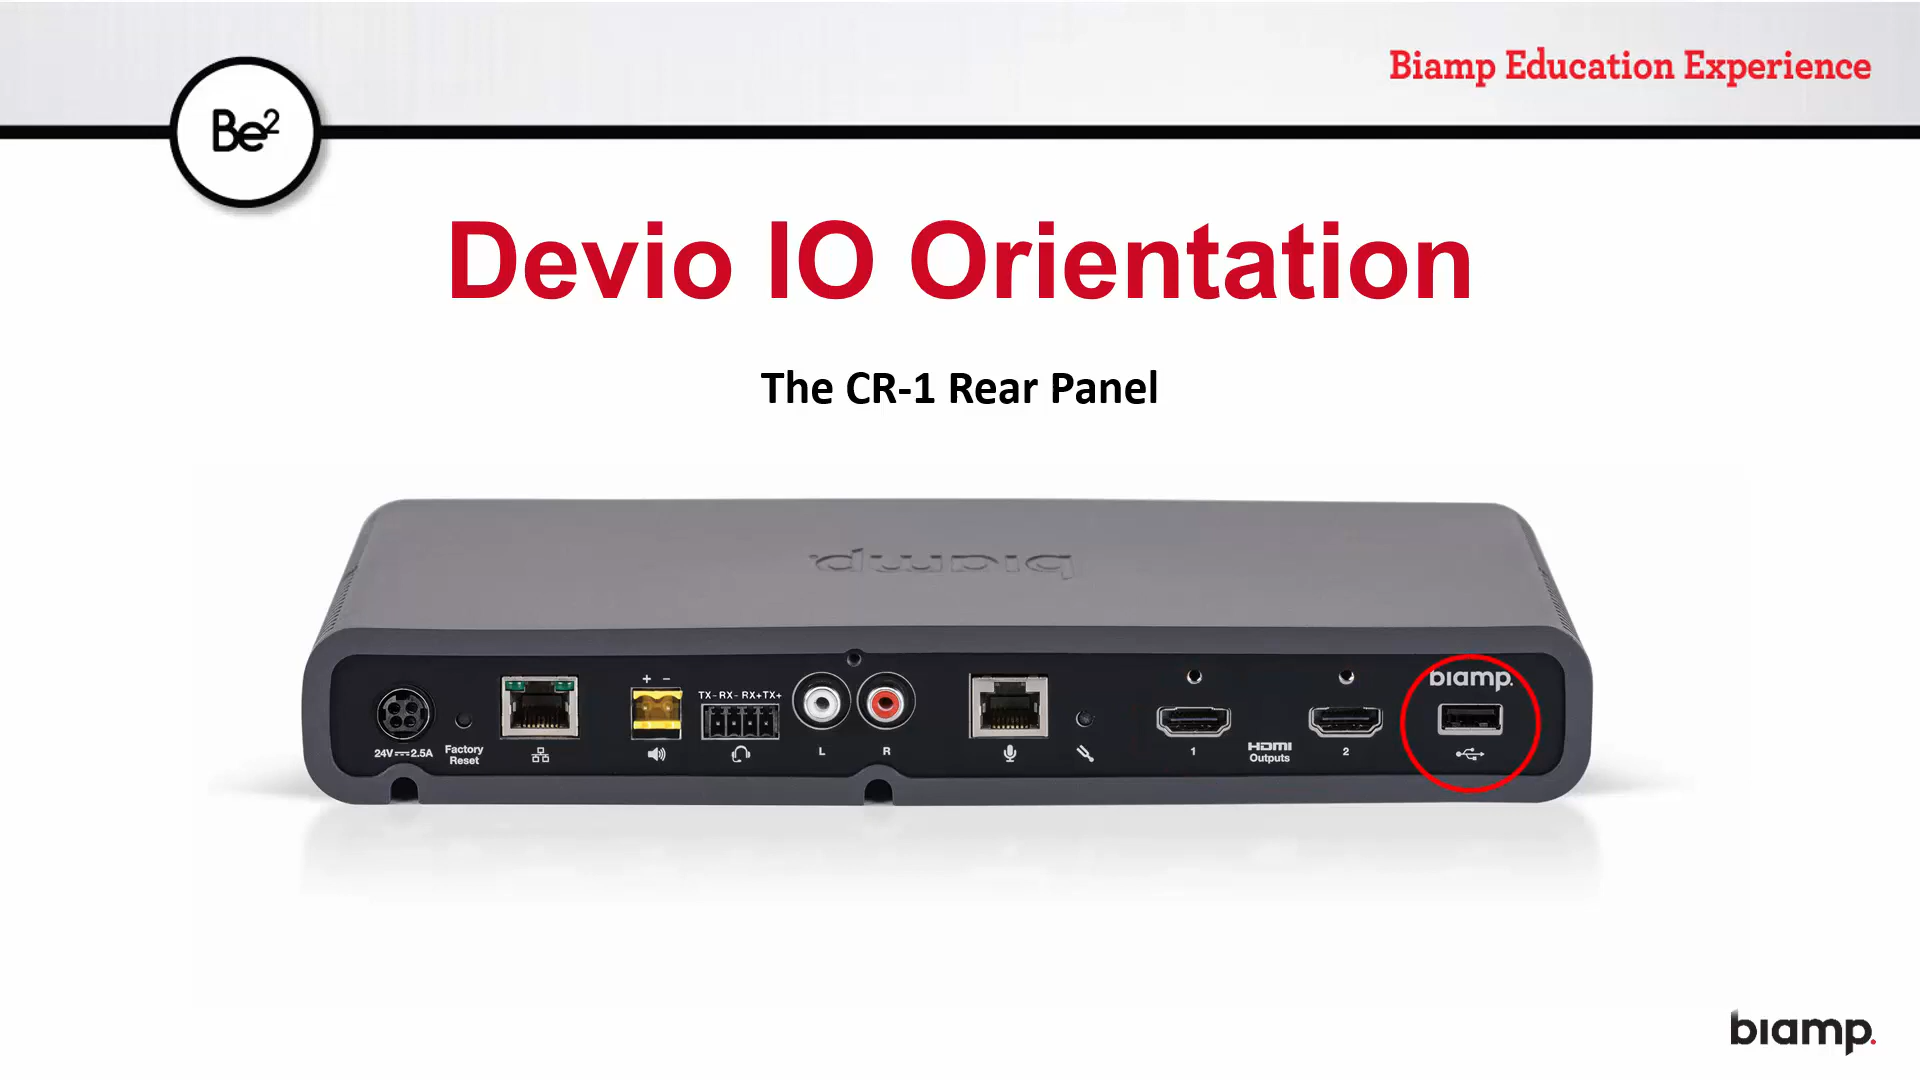 Biamp Education Experience
Be²
Devio IO Orientation
The CR-1 Rear Panel
biamp.
biamp.
+ −
TX- RX- RX+TX+
24V⎓2.5A
Factory
Reset
L
R
1
HDMI
Outputs
2
biamp.